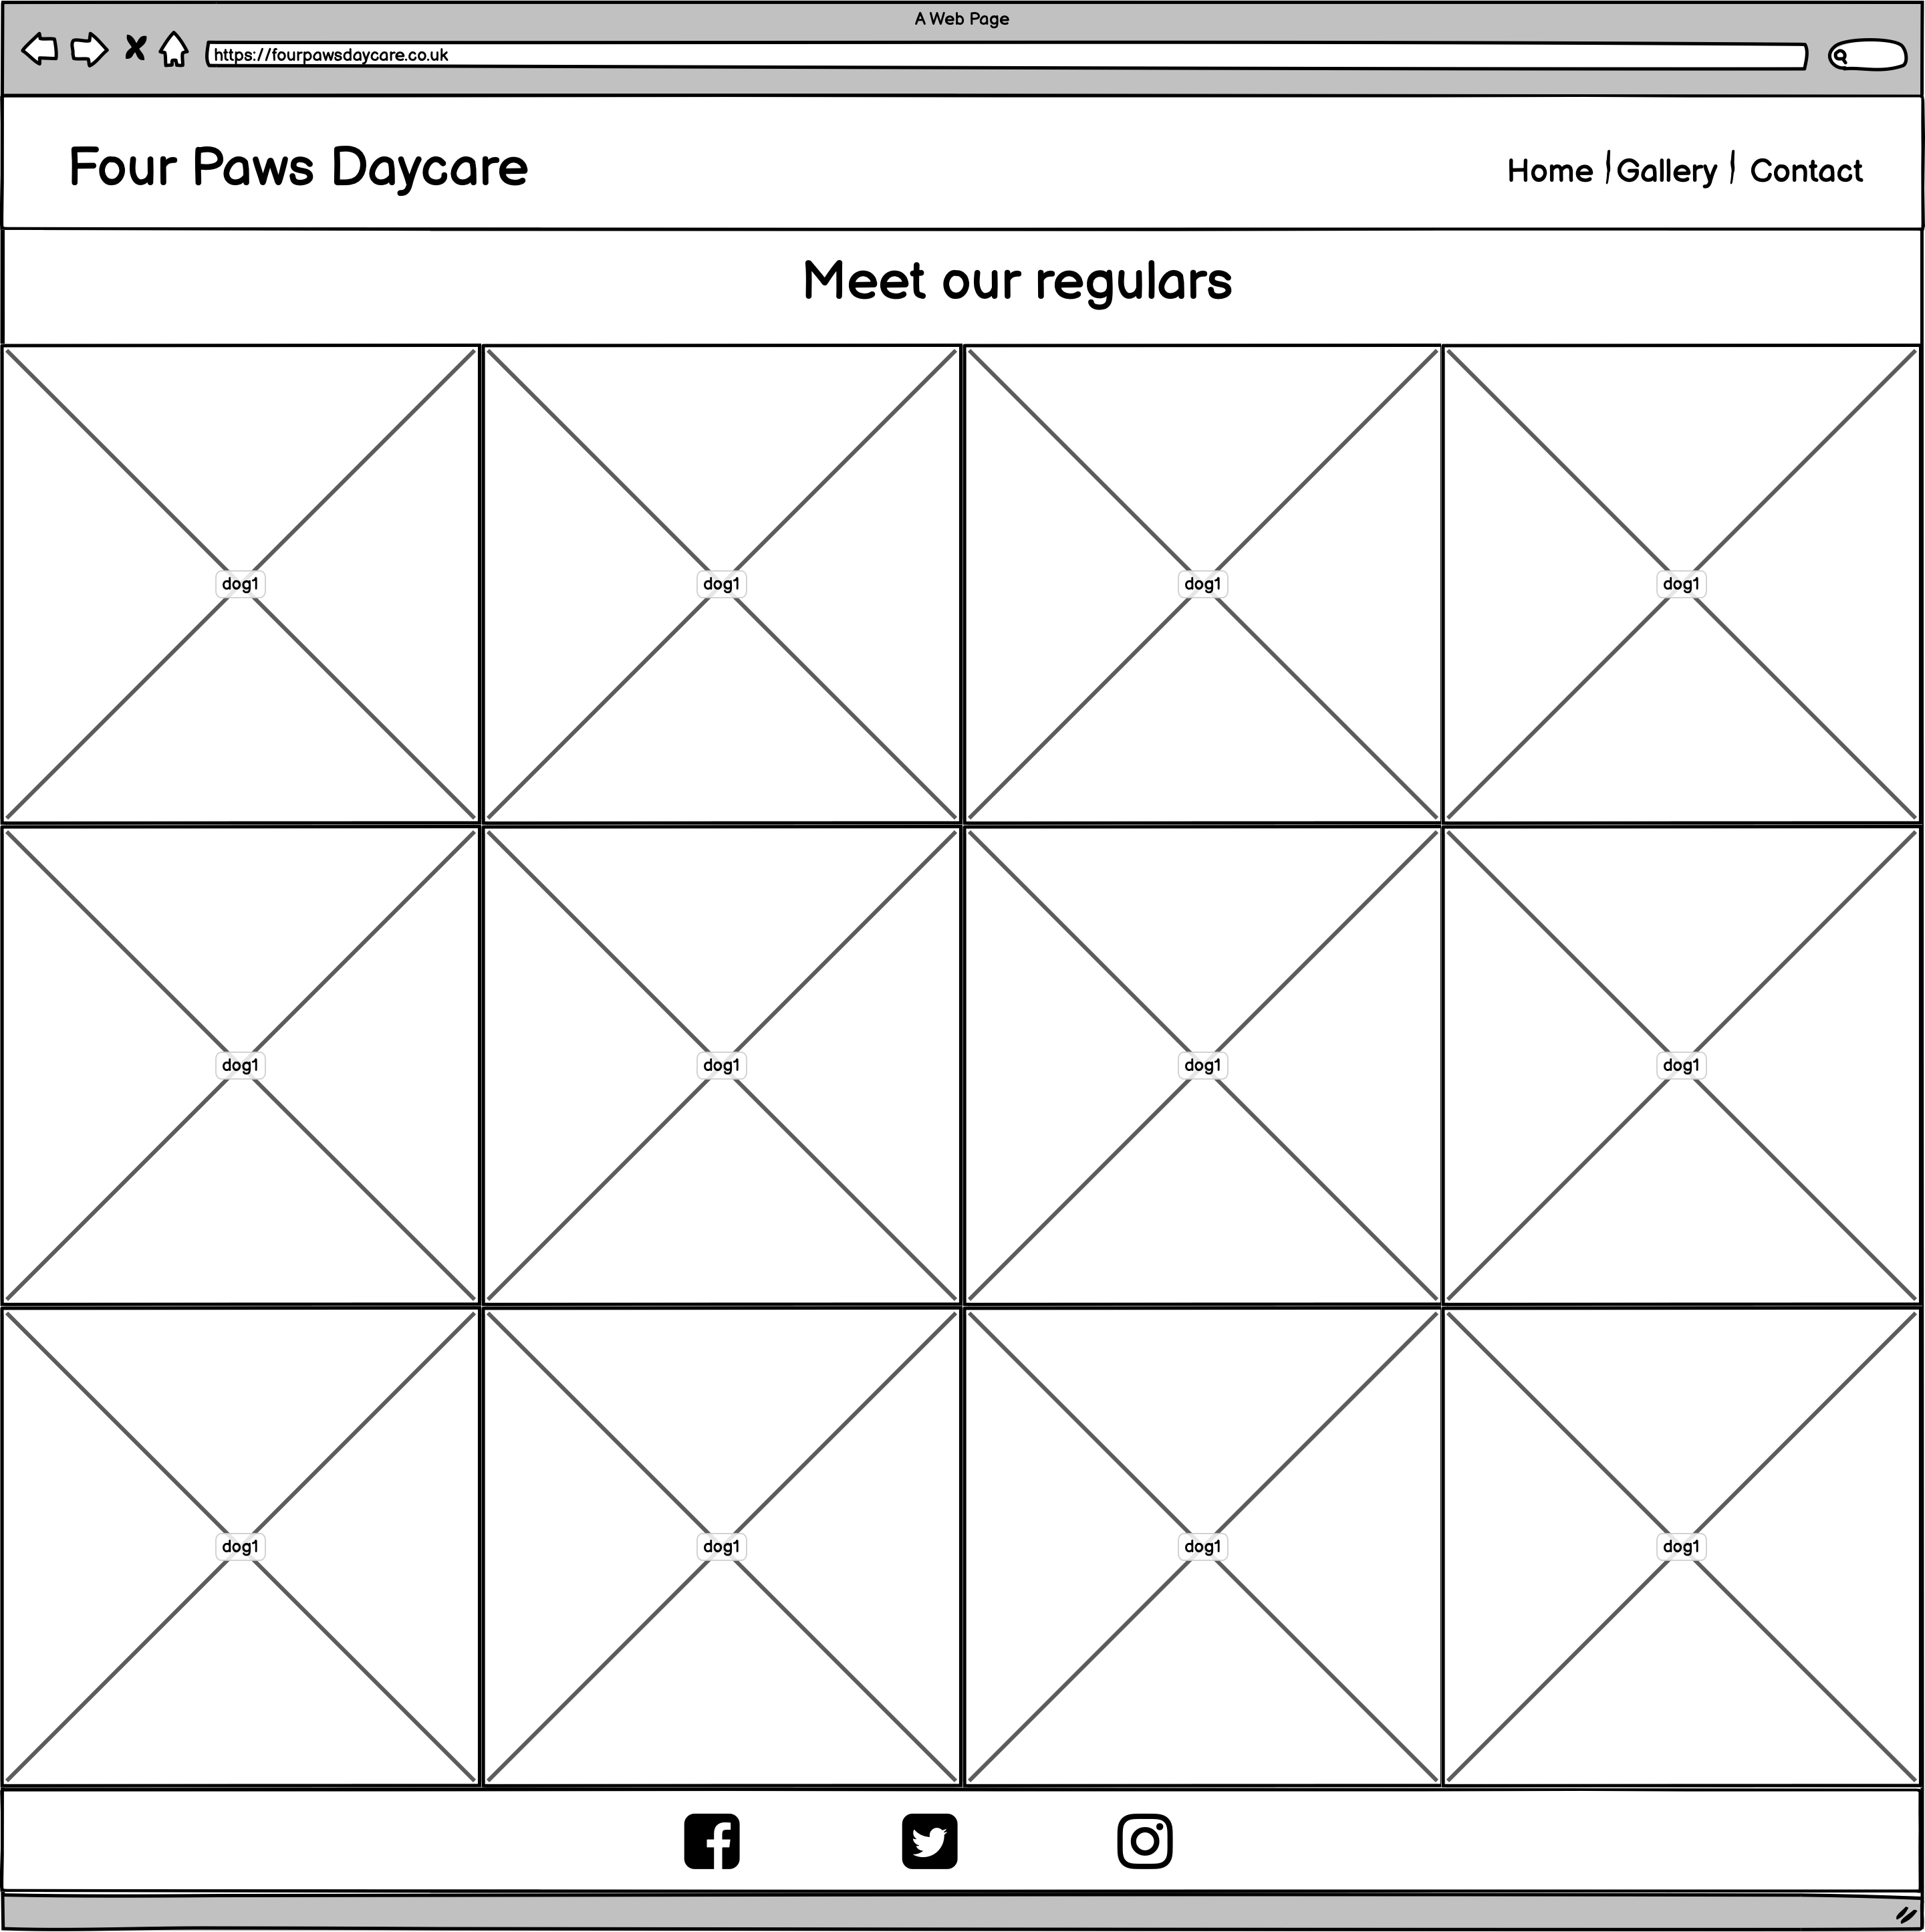 A Web Page
https://fourpawsdaycare.co.uk
Four Paws Daycare
Home | Gallery | Contact
Meet our regulars
dog1 dog1 dog1 dog1
dog1 dog1 dog1 dog1
dog1 dog1 dog1 dog1